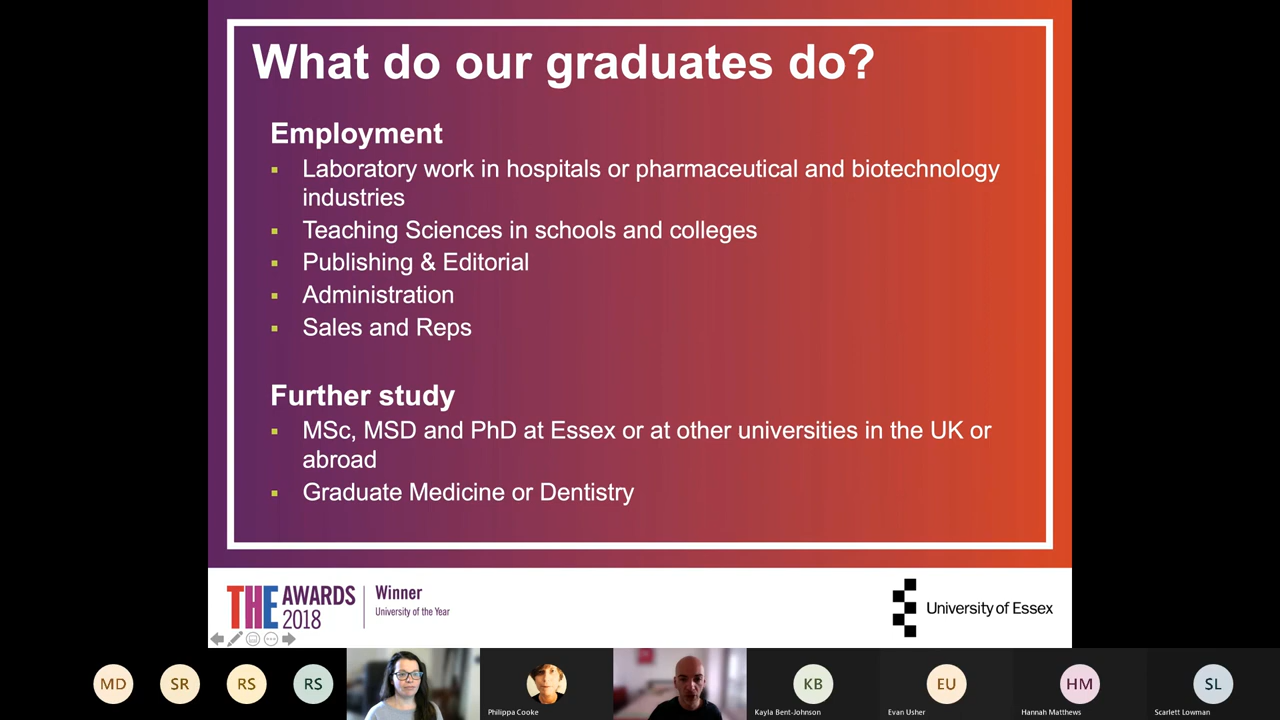 What do our graduates do?
Employment
Laboratory work in hospitals or pharmaceutical and biotechnology
industries
Teaching Sciences in schools and colleges
Publishing & Editorial
Administration
Sales and Reps
Further study
MSc, MSD and PhD at Essex or at other universities in the UK or
abroad
Graduate Medicine or Dentistry
THE AWARDS 2018
Winner
University of the Year
University of Essex
MD
SR
RS
RS
Philippa Cooke
KB
Kayla Bent-Johnson
EU
Evan Usher
HM
Hannah Matthews
SL
Scarlett Lowman